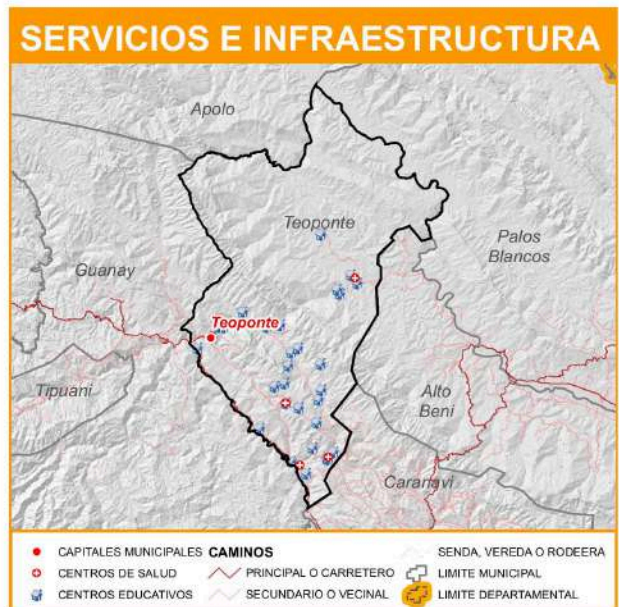 SERVICIOS E INFRAESTRUCTURA
Apolo
Teoponte
Palos
Blancos
Guanay
Teoponte
Tipuani
Alto
Beni
Caranavi
CAPITALES MUNICIPALES
CENTROS DE SALUD
CENTROS EDUCATIVOS
CAMINOS
PRINCIPAL O CARRETERO
SECUNDARIO O VECINAL
SENDA, VEREDA O RODEERA
LIMITE MUNICIPAL
LIMITE DEPARTAMENTAL